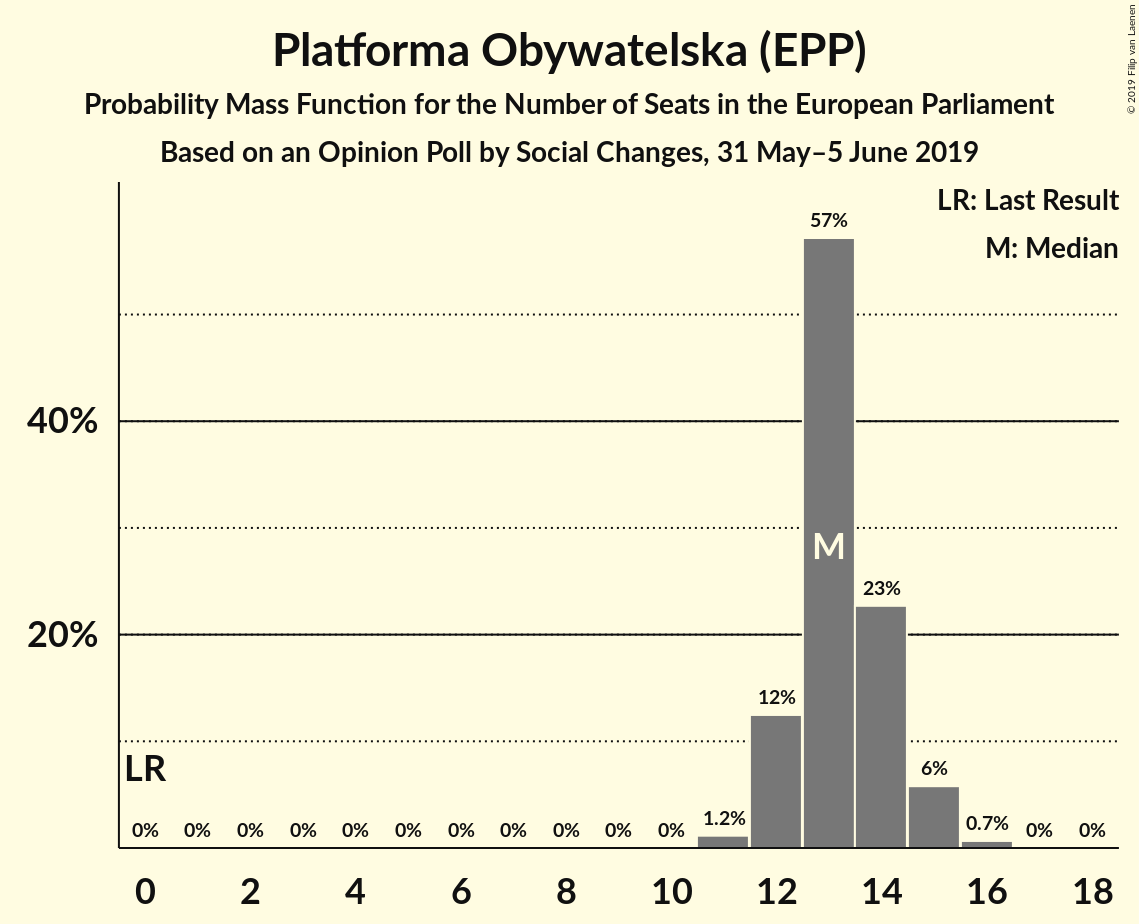 Platforma Obywatelska (EPP)
Probability Mass Function for the Number of Seats in the European Parliament
Based on an Opinion Poll by Social Changes, 31 May–5 June 2019
© 2019 Filip van Laenen
LR: Last Result
M: Median
57%
40%
M
23%
20%
12%
LR
6%
0% 0% 0% 0% 0% 0% 0% 0% 0% 0% 0% 1.2% 0.7% 0% 0%
0 2 4 6 8 10 12 14 16 18